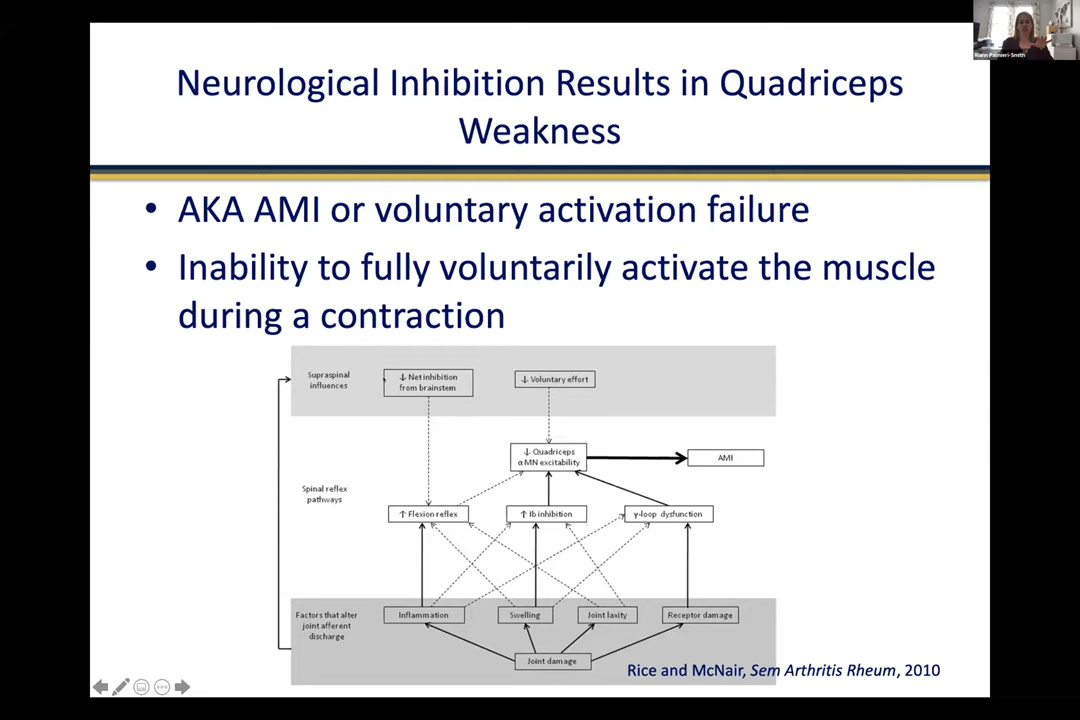 Riann Palmieri-Smith
Neurological Inhibition Results in Quadriceps
Weakness
• AKA AMI or voluntary activation failure
• Inability to fully voluntarily activate the muscle
during a contraction
Supraspinal
influences
↓ Net inhibition
from brainstem
↓ Voluntary effort
↓ Quadriceps
α MN excitability
AMI
Spinal reflex
pathways
↑ Flexion reflex
↑ Ib inhibition
γ-loop dysfunction
Factors that alter
joint afferent
discharge
Inflammation
Swelling
Joint laxity
Receptor damage
Joint damage
Rice and McNair, Sem Arthritis Rheum, 2010